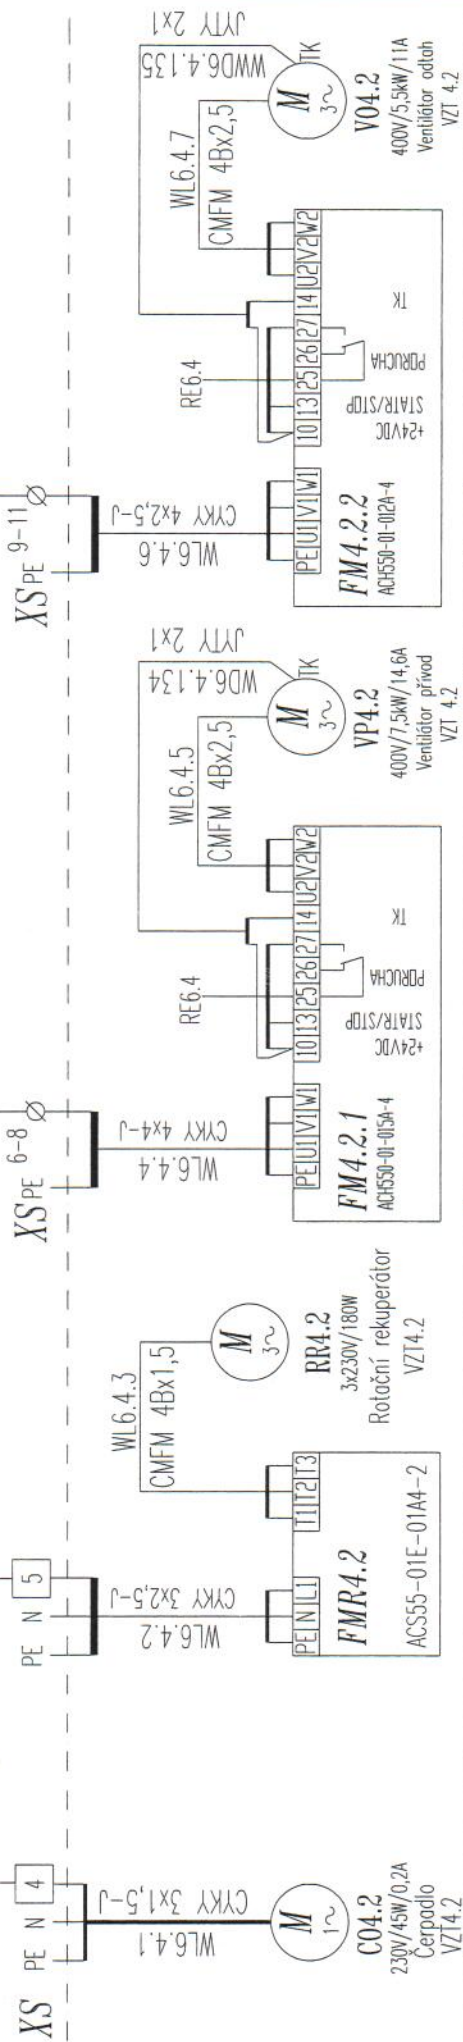 XS
PE N 4
WL6.4.1
CYKY 3x1,5-J
M
1~
C04.2
230V/45W/0,2A
Čerpadlo
VZT4.2
PE N 5
WL6.4.2
CYKY 3x2,5-J
PE N L1
T1 T2 T3
FMR4.2
ACS55-01E-01A4-2
WL6.4.3
CMFM 4Bx1,5
M
3~
RR4.2
3x230V/180W
Rotační rekuperátor
VZT4.2
XS PE 6-8
WL6.4.4
CYKY 4x4-J
PE U1 V1 W1
FM4.2.1
ACH550-01-015A-4
RE6.4
10 13 25 26 27 14 U2 V2 W2
+24VDC
STATR/STOP
PORUCHA
TK
WL6.4.5
CMFM 4Bx2,5
WD6.4.134
JYTY 2x1
M
3~
TK
VP4.2
400V/7,5kW/14,6A
Ventilátor přívod
VZT 4.2
XS PE 9-11
WL6.4.6
CYKY 4x2,5-J
PE U1 V1 W1
FM4.2.2
ACH550-01-012A-4
RE6.4
10 13 25 26 27 14 U2 V2 W2
+24VDC
STATR/STOP
PORUCHA
TK
WL6.4.7
CMFM 4Bx2,5
WWD6.4.135
JYTY 2x1
M
3~
TK
V04.2
400V/5,5kW/11A
Ventilátor odtah
VZT 4.2